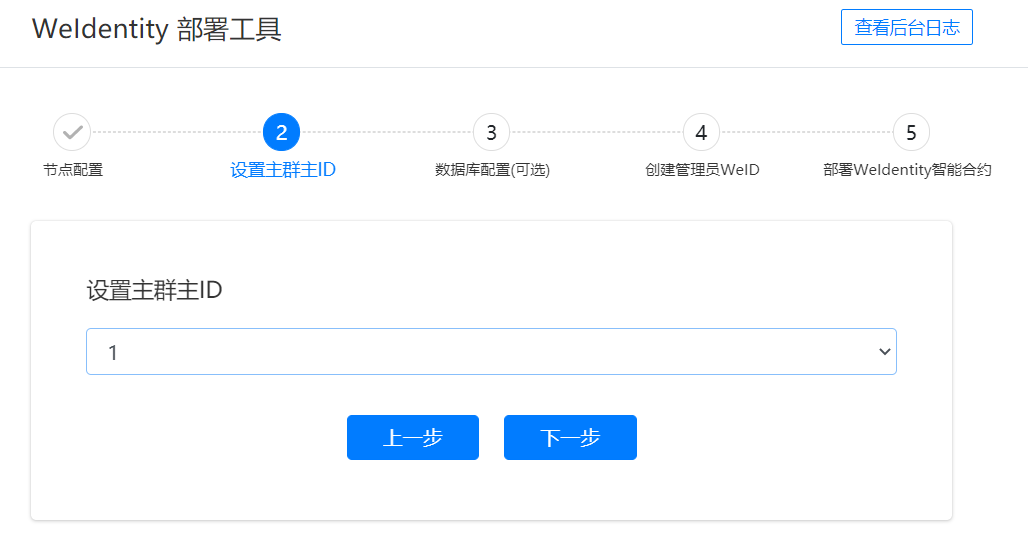 WeIdentity 部署工具
查看后台日志
2
3
4
5
节点配置
设置主群主ID
数据库配置(可选)
创建管理员WeID
部署WeIdentity智能合约
设置主群主ID
1
上一步
下一步